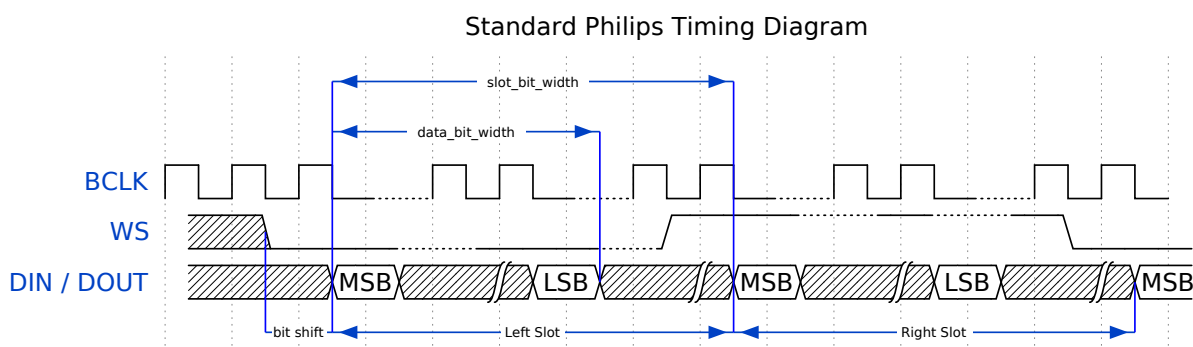 Standard Philips Timing Diagram
slot_bit_width
data_bit_width
BCLK
WS
DIN / DOUT
MSB
LSB
MSB
LSB
MSB
bit shift
Left Slot
Right Slot